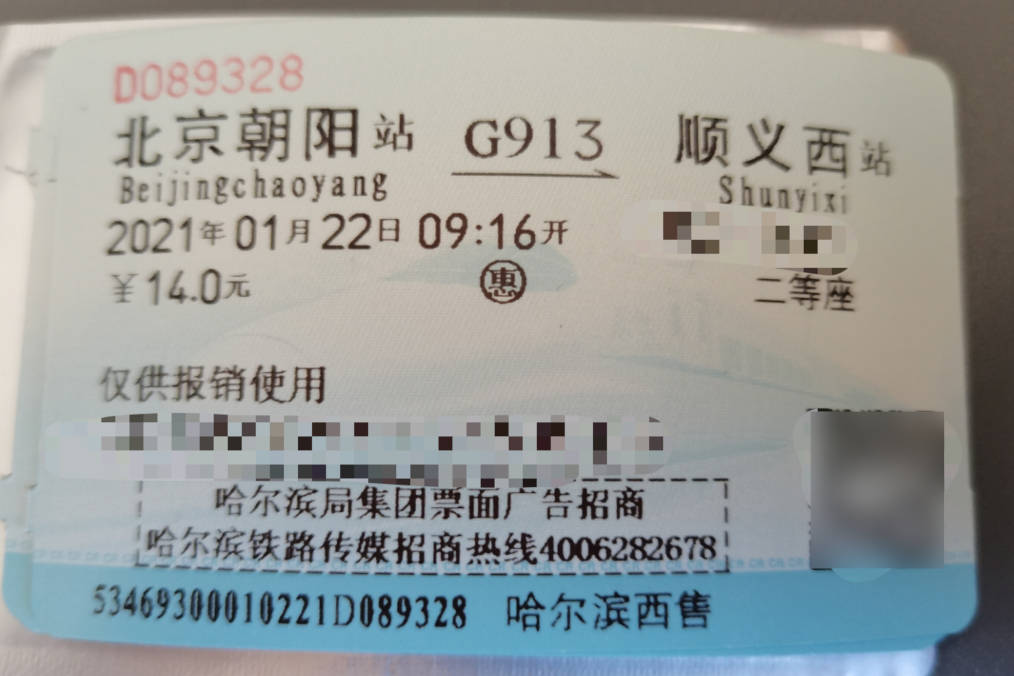 D089328
北京朝阳站 G913 顺义西站
Beijingchaoyang Shunyixi
2021年01月22日 09:16开
¥14.0元 惠 二等座
仅供报销使用
哈尔滨局集团票面广告招商
哈尔滨铁路传媒招商热线4006282678
53469300010221D089328 哈尔滨西售